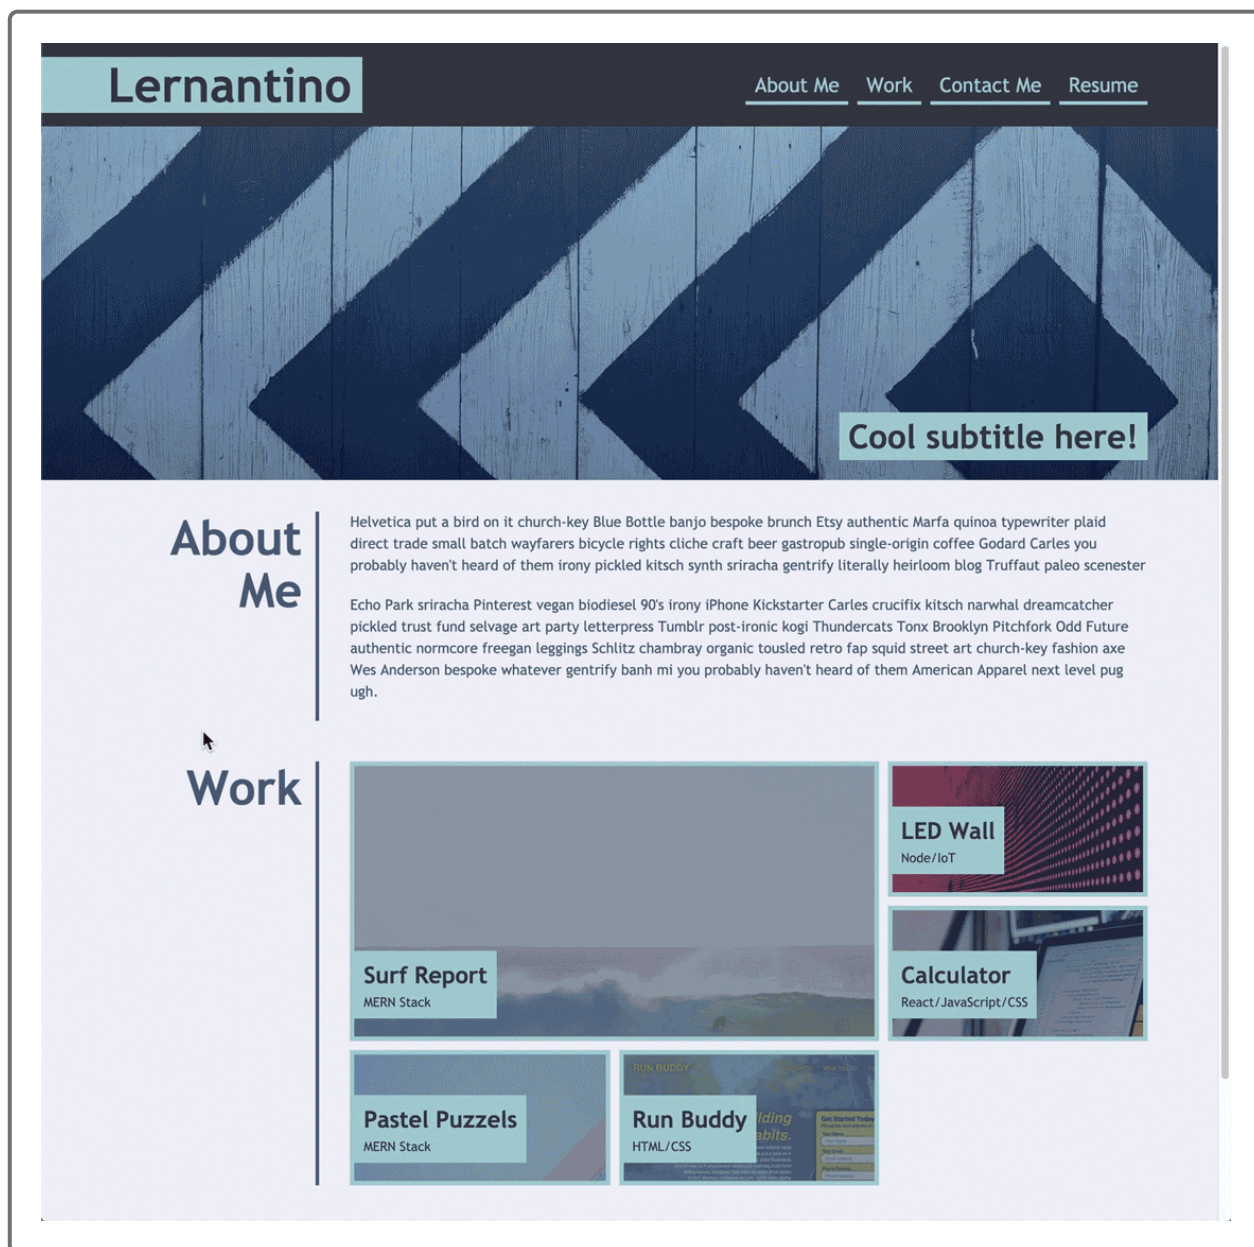 Lernantino
About Me Work Contact Me Resume
Cool subtitle here!
About
Me
Helvetica put a bird on it church-key Blue Bottle banjo bespoke brunch Etsy authentic Marfa quinoa typewriter plaid
direct trade small batch wayfarers bicycle rights cliche craft beer gastropub single-origin coffee Godard Carles you
probably haven't heard of them irony pickled kitsch synth sriracha gentrify literally heirloom blog Truffaut paleo scenester
Echo Park sriracha Pinterest vegan biodiesel 90's irony iPhone Kickstarter Carles crucifix kitsch narwhal dreamcatcher
pickled trust fund selvage art party letterpress Tumblr post-ironic kogi Thundercats Tonx Brooklyn Pitchfork Odd Future
authentic normcore freegan leggings Schlitz chambray organic tousled retro fap squid street art church-key fashion axe
Wes Anderson bespoke whatever gentrify banh mi you probably haven't heard of them American Apparel next level pug
ugh.
Work
LED Wall
Node/IoT
Surf Report
MERN Stack
Calculator
React/JavaScript/CSS
Pastel Puzzels
MERN Stack
RUN BUDDY
Run Buddy
HTML/CSS
Get Started Today